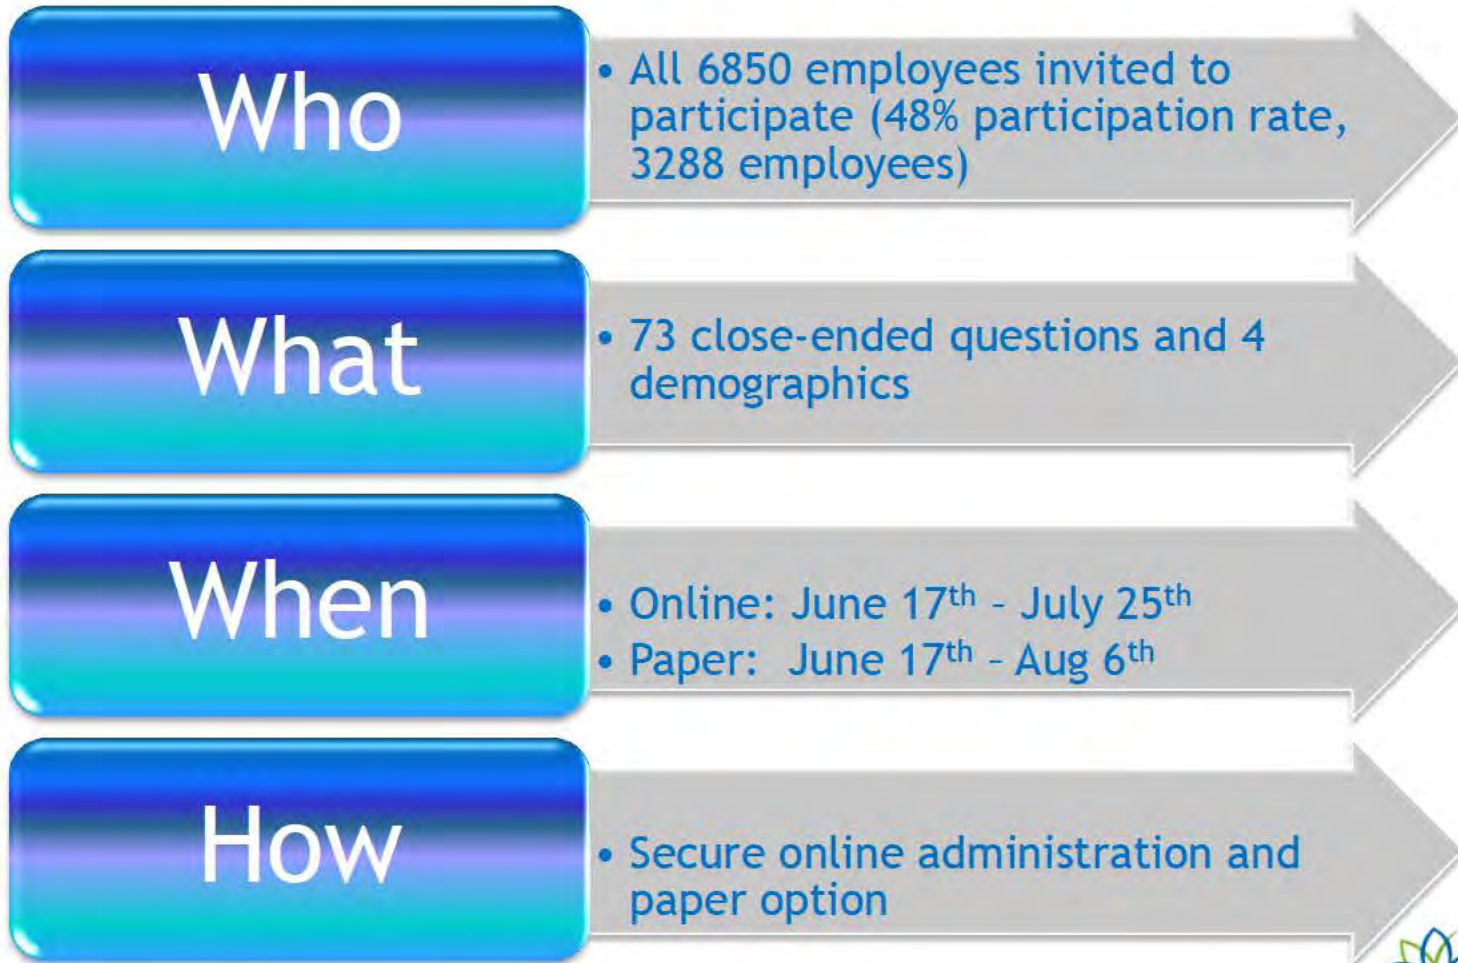 Who
• All 6850 employees invited to
participate (48% participation rate,
3288 employees)
What
• 73 close-ended questions and 4
demographics
When
• Online: June 17th – July 25th
• Paper:  June 17th – Aug 6th
How
• Secure online administration and
paper option